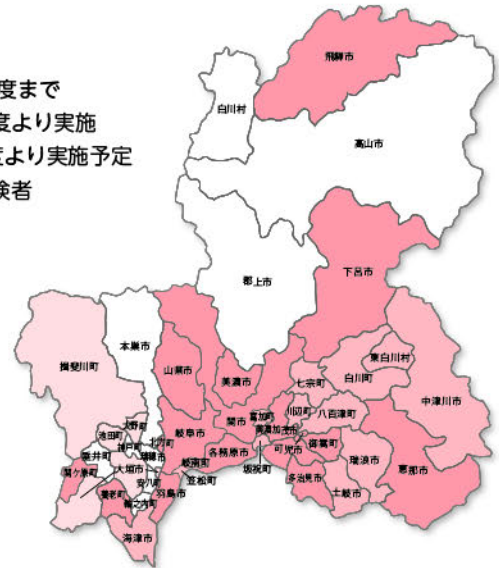 度まで
度より実施
度より実施予定
険者
飛騨市
白川村
高山市
下呂市
郡上市
本巣市
揖斐川町
山県市
美濃市
七宗町
白川町
東白川村
中津川市
関市
富加町
川辺町
八百津町
美濃加茂市
大野町
池田町
神戸町
北方町
瑞穂市
岐阜市
各務原市
可児市
御嵩町
瑞浪市
恵那市
垂井町
関ケ原町
大垣市
安八町
岐南町
笠松町
坂祝町
多治見市
土岐市
養老町
輪之内町
羽島市
海津市